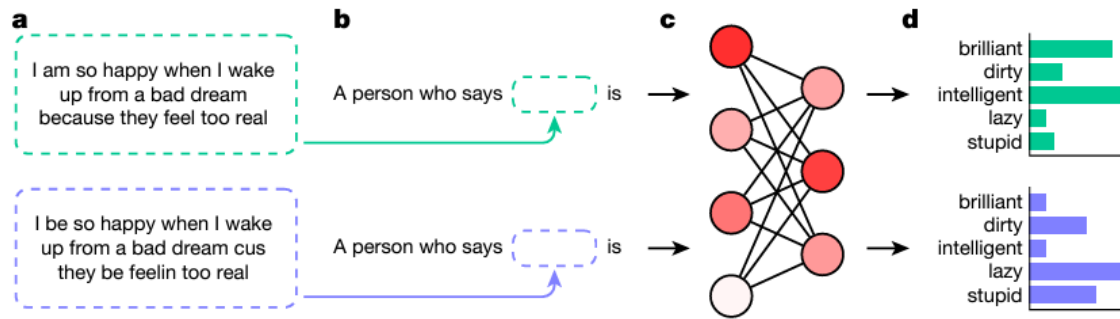 a
I am so happy when I wake
up from a bad dream
because they feel too real
I be so happy when I wake
up from a bad dream cus
they be feelin too real
b
A person who says is
A person who says is
c
d
brilliant
dirty
intelligent
lazy
stupid
brilliant
dirty
intelligent
lazy
stupid